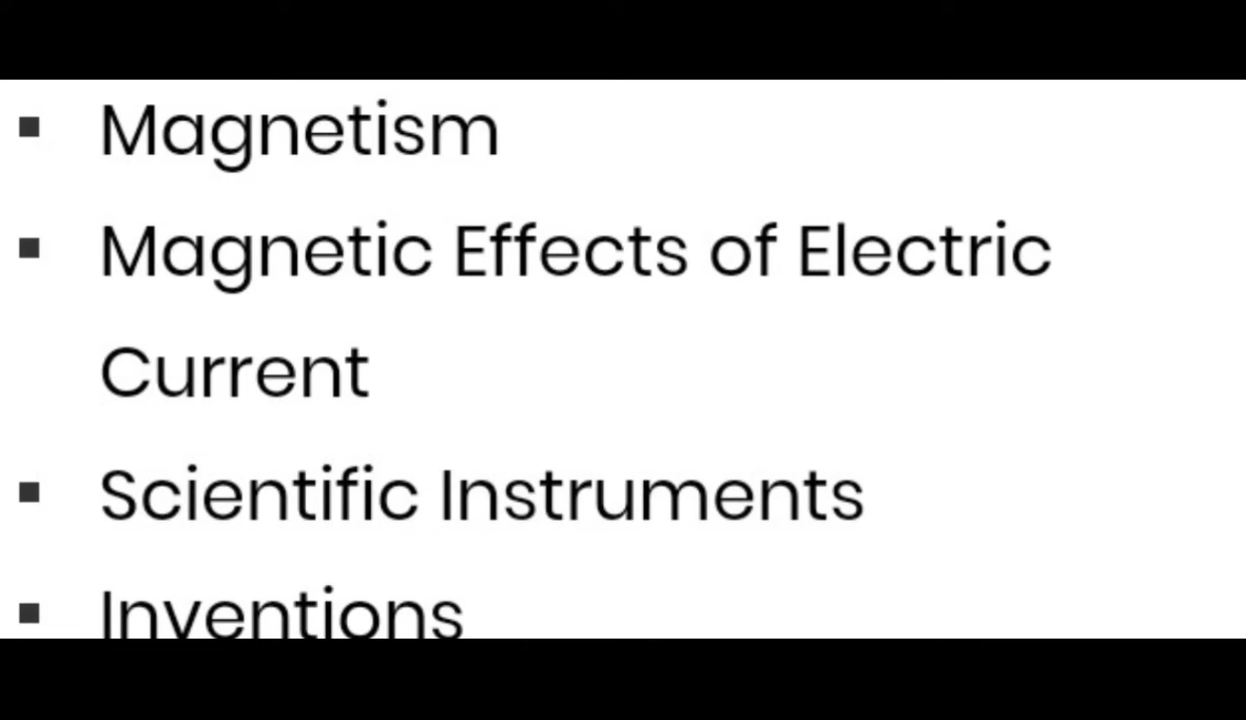 ▪ Magnetism
▪ Magnetic Effects of Electric
Current
▪ Scientific Instruments
▪ Inventions